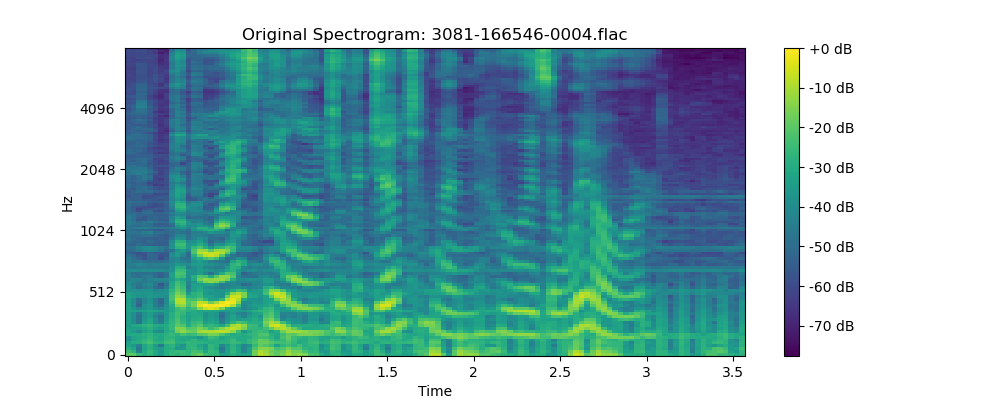 Original Spectrogram: 3081-166546-0004.flac
Hz
4096
2048
1024
512
0
0 0.5 1 1.5 2 2.5 3 3.5
Time
+0 dB
-10 dB
-20 dB
-30 dB
-40 dB
-50 dB
-60 dB
-70 dB